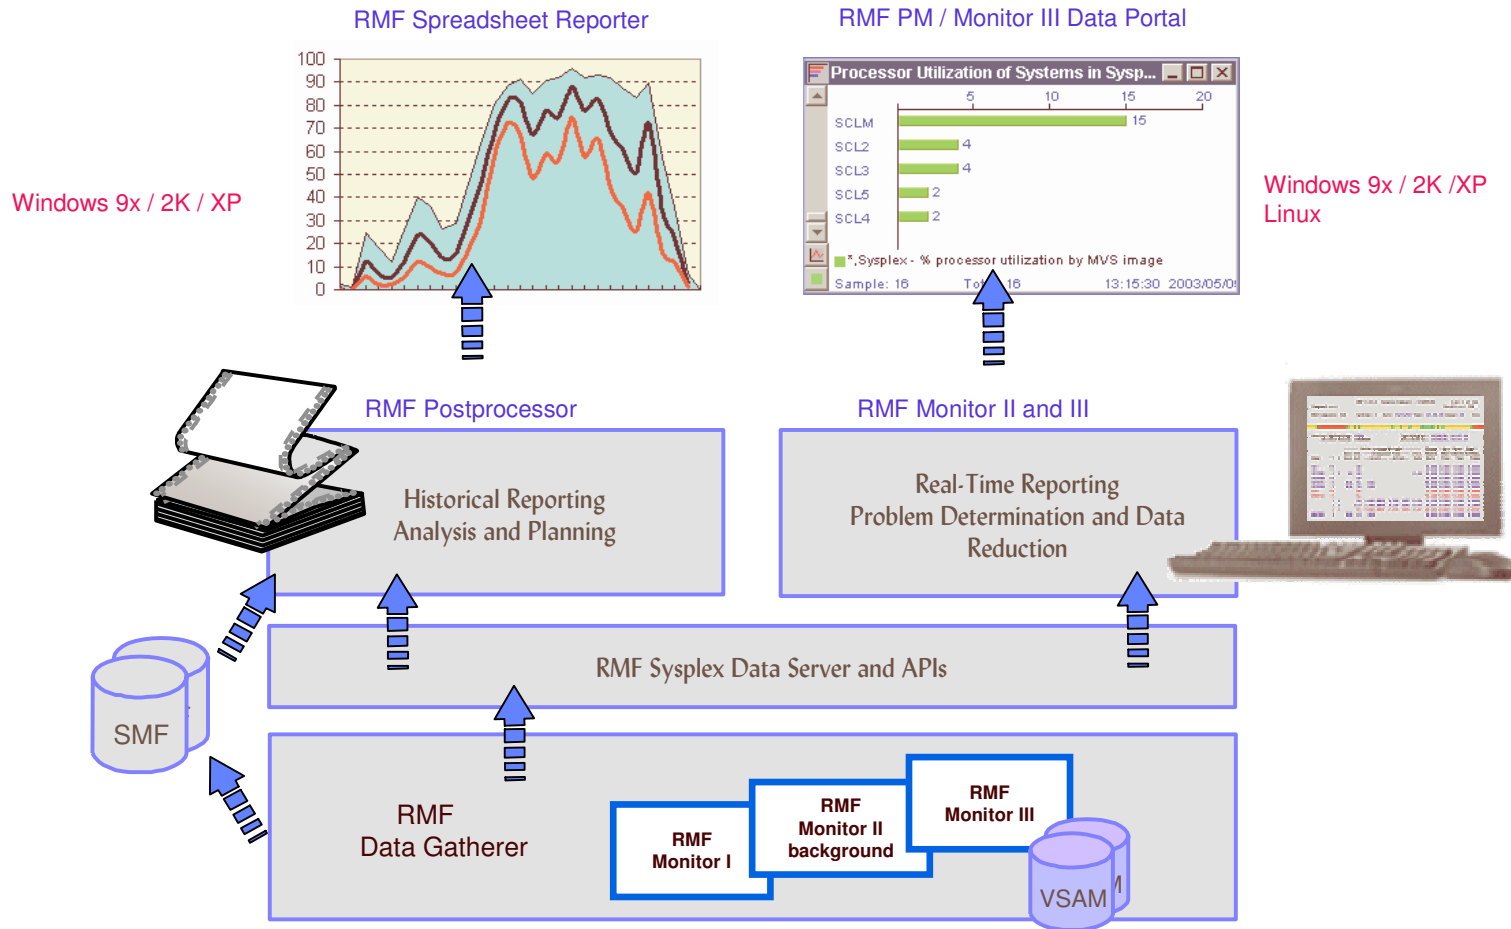 RMF Spreadsheet Reporter
RMF PM / Monitor III Data Portal
100
90
80
70
60
50
40
30
20
10
0
Windows 9x / 2K / XP
Processor Utilization of Systems in Sysp...
5 10 15 20
SCLM 15
SCL2 4
SCL3 4
SCL5 2
SCL4 2
*,Sysplex - % processor utilization by MVS image
Sample: 16 16 13:15:30
Windows 9x / 2K /XP
Linux
RMF Postprocessor
RMF Monitor II and III
Historical Reporting
Analysis and Planning
Real-Time Reporting
Problem Determination and Data
Reduction
RMF Sysplex Data Server and APIs
SMF
RMF
Data Gatherer
RMF
Monitor I
RMF
Monitor II
background
RMF
Monitor III
VSAM